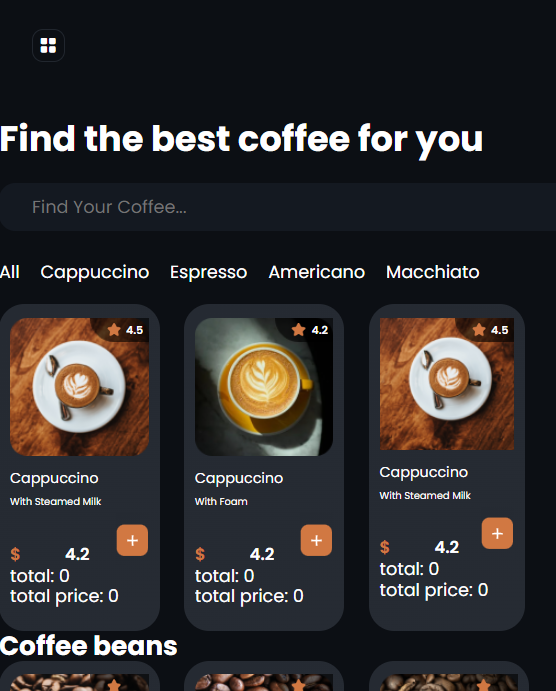 Find the best coffee for you
Find Your Coffee...
All Cappuccino Espresso Americano Macchiato
4.5
4.2
4.5
Cappuccino
With Steamed Milk
$ 4.2 +
total: 0
total price: 0
Cappuccino
With Foam
$ 4.2 +
total: 0
total price: 0
Cappuccino
With Steamed Milk
$ 4.2 +
total: 0
total price: 0
Coffee beans